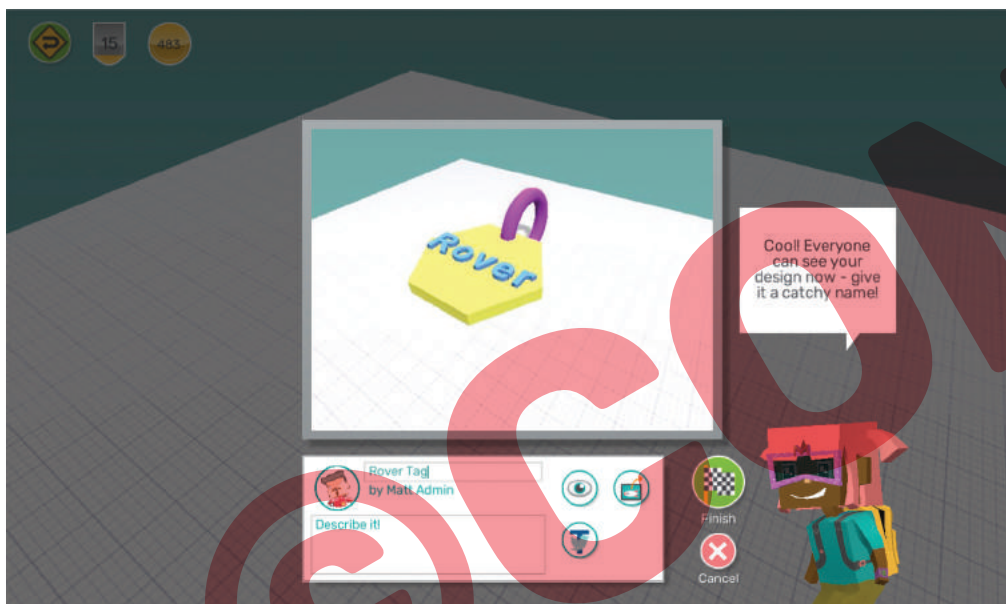 15
483
Rover
Cool! Everyone
can see your
design now - give
it a catchy name!
Rover Tag
by Matt Admin
Describe it!
Finish
Cancel